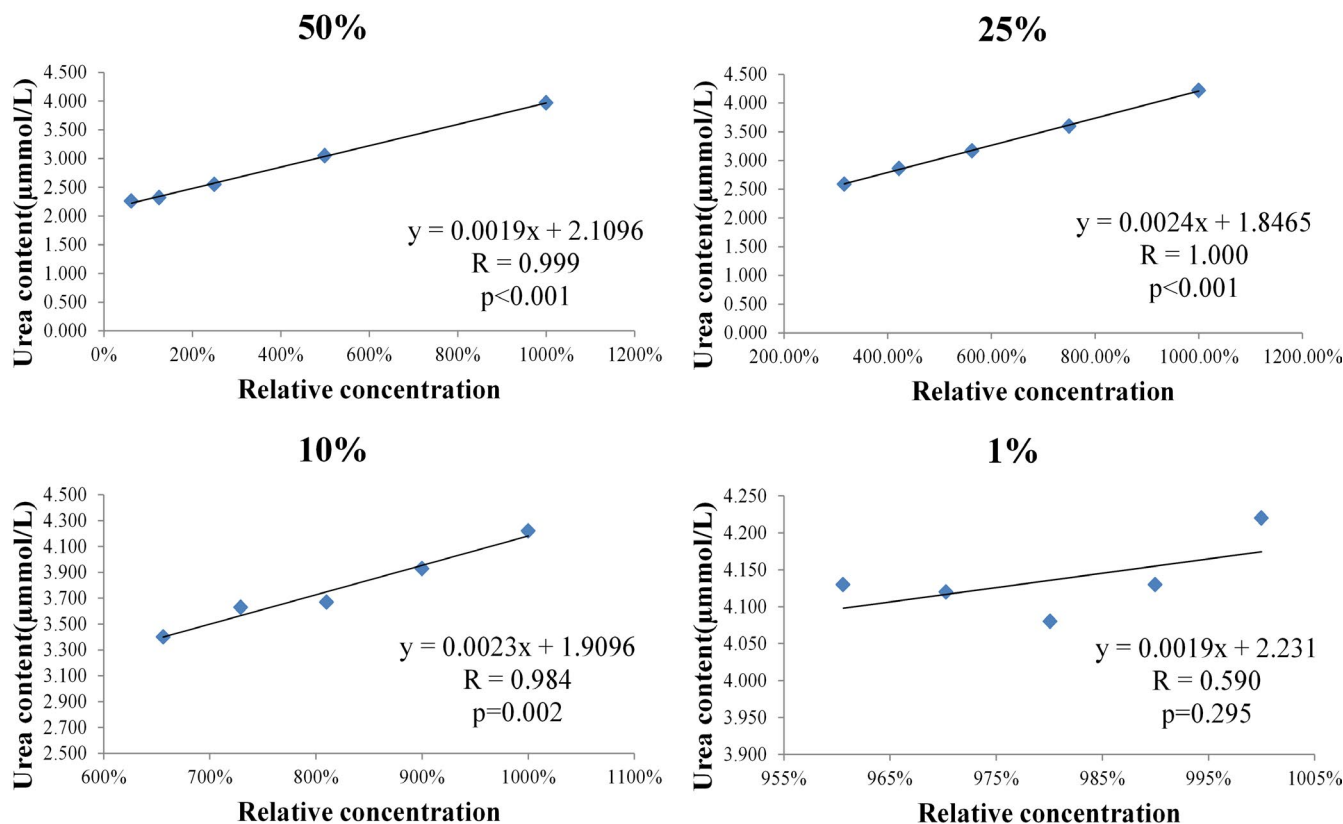 50%
Urea content(μmmol/L)
4.500
4.000
3.500
3.000
2.500
2.000
1.500
1.000
0.500
0.000
y = 0.0019x + 2.1096
R = 0.999
p<0.001
0% 200% 400% 600% 800% 1000% 1200%
Relative concentration
25%
Urea content(μmmol/L)
4.500
4.000
3.500
3.000
2.500
2.000
1.500
1.000
0.500
0.000
y = 0.0024x + 1.8465
R = 1.000
p<0.001
200.00% 400.00% 600.00% 800.00% 1000.00% 1200.00%
Relative concentration
10%
Urea content(μmmol/L)
4.500
4.300
4.100
3.900
3.700
3.500
3.300
3.100
2.900
2.700
2.500
y = 0.0023x + 1.9096
R = 0.984
p=0.002
600% 700% 800% 900% 1000% 1100%
Relative concentration
1%
Urea content(μmmol/L)
4.250
4.200
4.150
4.100
4.050
4.000
3.950
3.900
y = 0.0019x + 2.231
R = 0.590
p=0.295
955% 965% 975% 985% 995% 1005%
Relative concentration